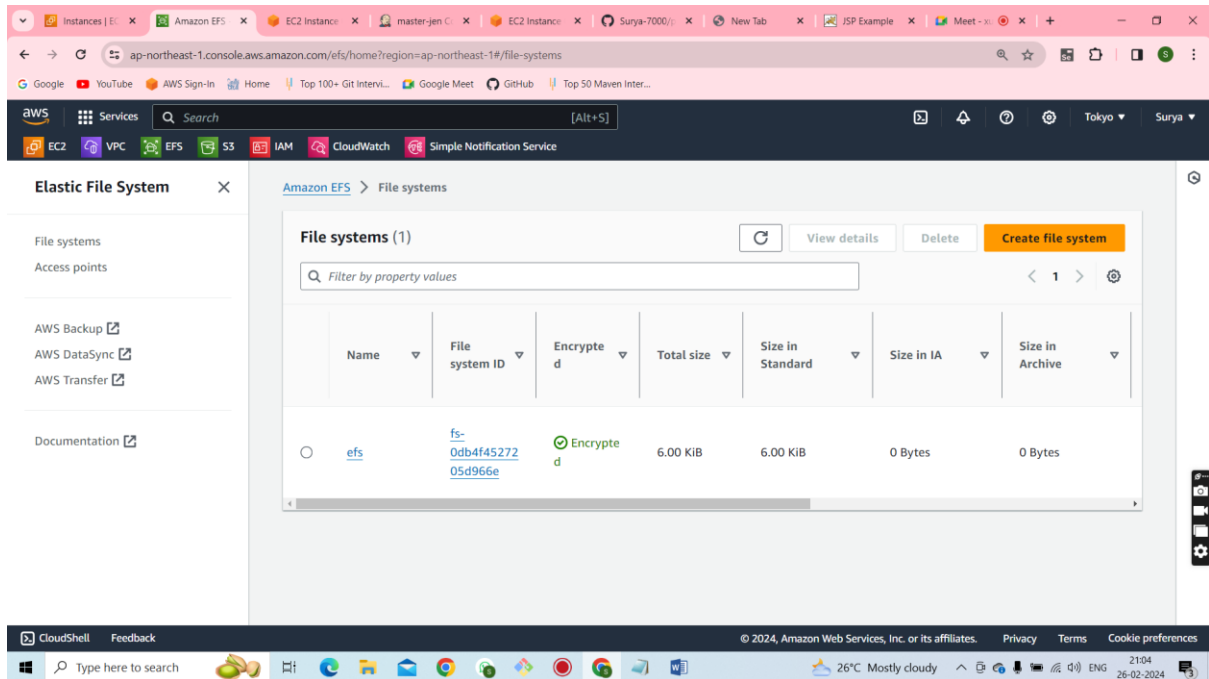 Instances | EC
Amazon EFS -
EC2 Instance
master-jen C
EC2 Instance
Surya-7000/p
New Tab
JSP Example
Meet - x
ap-northeast-1.console.aws.amazon.com/efs/home?region=ap-northeast-1#/file-systems
S
Google YouTube AWS Sign-In Home Top 100+ Git Intervi... Google Meet GitHub Top 50 Maven Inter...
aws Services Search [Alt+S] Tokyo Surya
EC2 VPC EFS S3 IAM CloudWatch Simple Notification Service
Elastic File System
File systems
Access points
AWS Backup
AWS DataSync
AWS Transfer
Documentation
Amazon EFS > File systems
File systems (1)
View details Delete Create file system
Filter by property values
1
Name
File
system ID
Encrypte
d
Total size
Size in
Standard
Size in IA
Size in
Archive
efs
fs-
0db4f45272
05d966e
Encrypte
d
6.00 KiB
6.00 KiB
0 Bytes
0 Bytes
CloudShell Feedback © 2024, Amazon Web Services, Inc. or its affiliates. Privacy Terms Cookie preferences
Type here to search 26°C Mostly cloudy ENG 21:04
26-02-2024
3